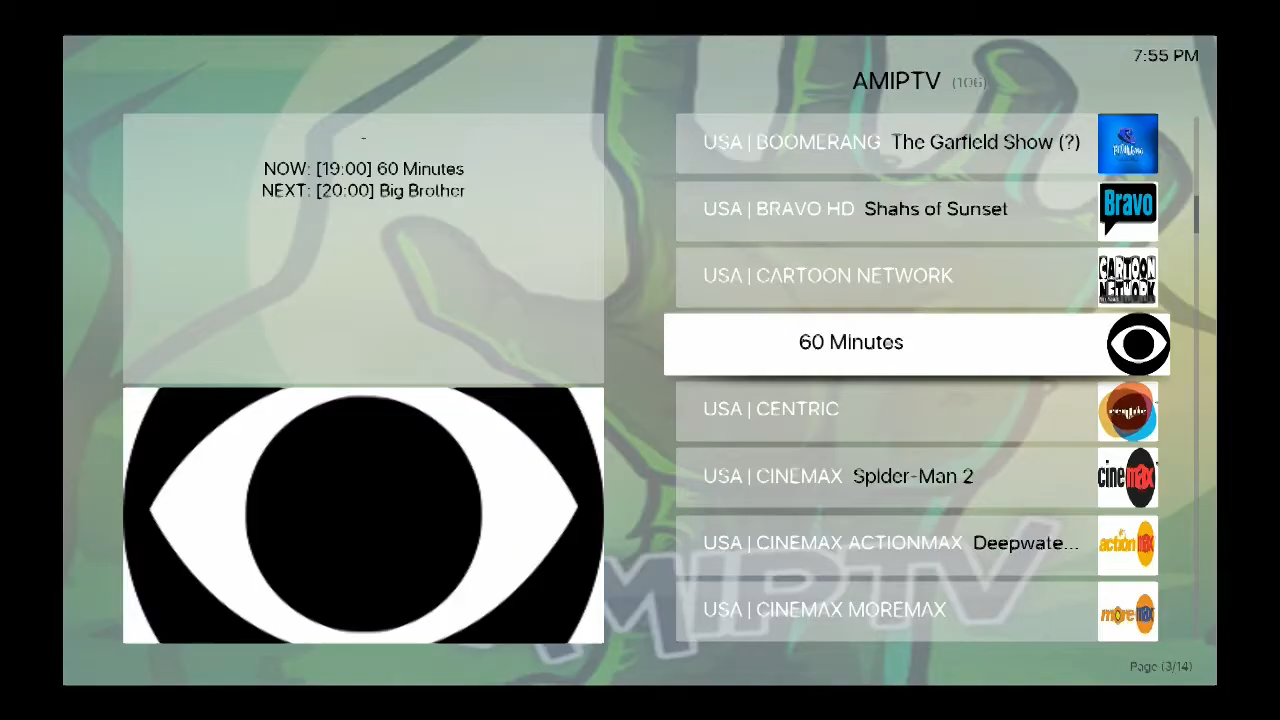 7:55 PM
AMIPTV (106)
-
NOW: [19:00] 60 Minutes
NEXT: [20:00] Big Brother
USA | BOOMERANG The Garfield Show (?)
USA | BRAVO HD Shahs of Sunset
Bravo
USA | CARTOON NETWORK
CARTOON
NETWORK
60 Minutes
USA | CENTRIC
USA | CINEMAX Spider-Man 2
cinemax
USA | CINEMAX ACTIONMAX Deepwate...
actionmax
USA | CINEMAX MOREMAX
moremax
AMIPTV
Page (3/14)